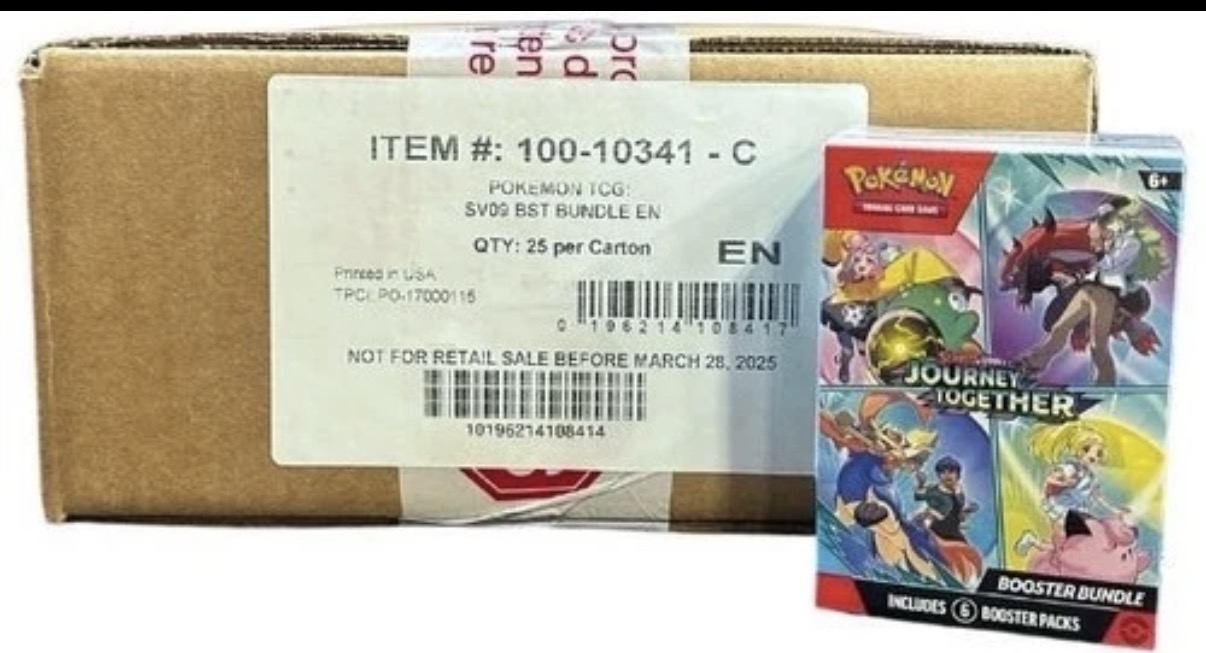 ITEM #: 100-10341 - C
POKEMON TCG:
SV09 BST BUNDLE EN
QTY: 25 per Carton
EN
Printed in USA
TPCi PO-17000115
0 196214 108417
NOT FOR RETAIL SALE BEFORE MARCH 28, 2025
10196214108414
POKéMON
TRADING CARD GAME
6+
JOURNEY
TOGETHER
BOOSTER BUNDLE
INCLUDES 6 BOOSTER PACKS